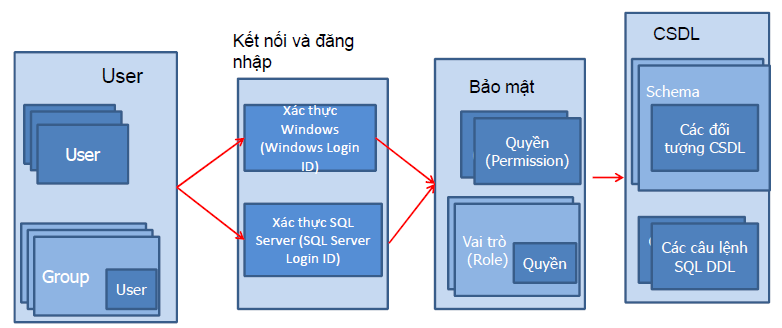 User
User
Group
User
Kết nối và đăng
nhập
Xác thực
Windows
(Windows Login
ID)
Xác thực SQL
Server (SQL Server
Login ID)
Bảo mật
Quyền
(Permission)
Vai trò
(Role)
Quyền
CSDL
Schema
Các đối
tượng CSDL
Các câu lệnh
SQL DDL